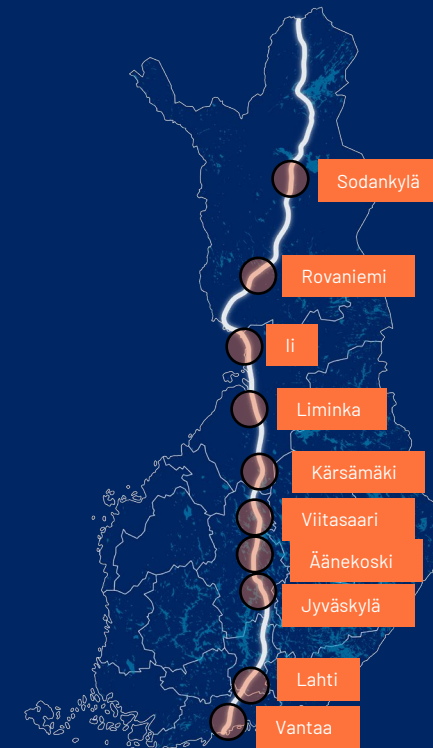 Sodankylä
Rovaniemi
Ii
Liminka
Kärsämäki
Viitasaari
Äänekoski
Jyväskylä
Lahti
Vantaa